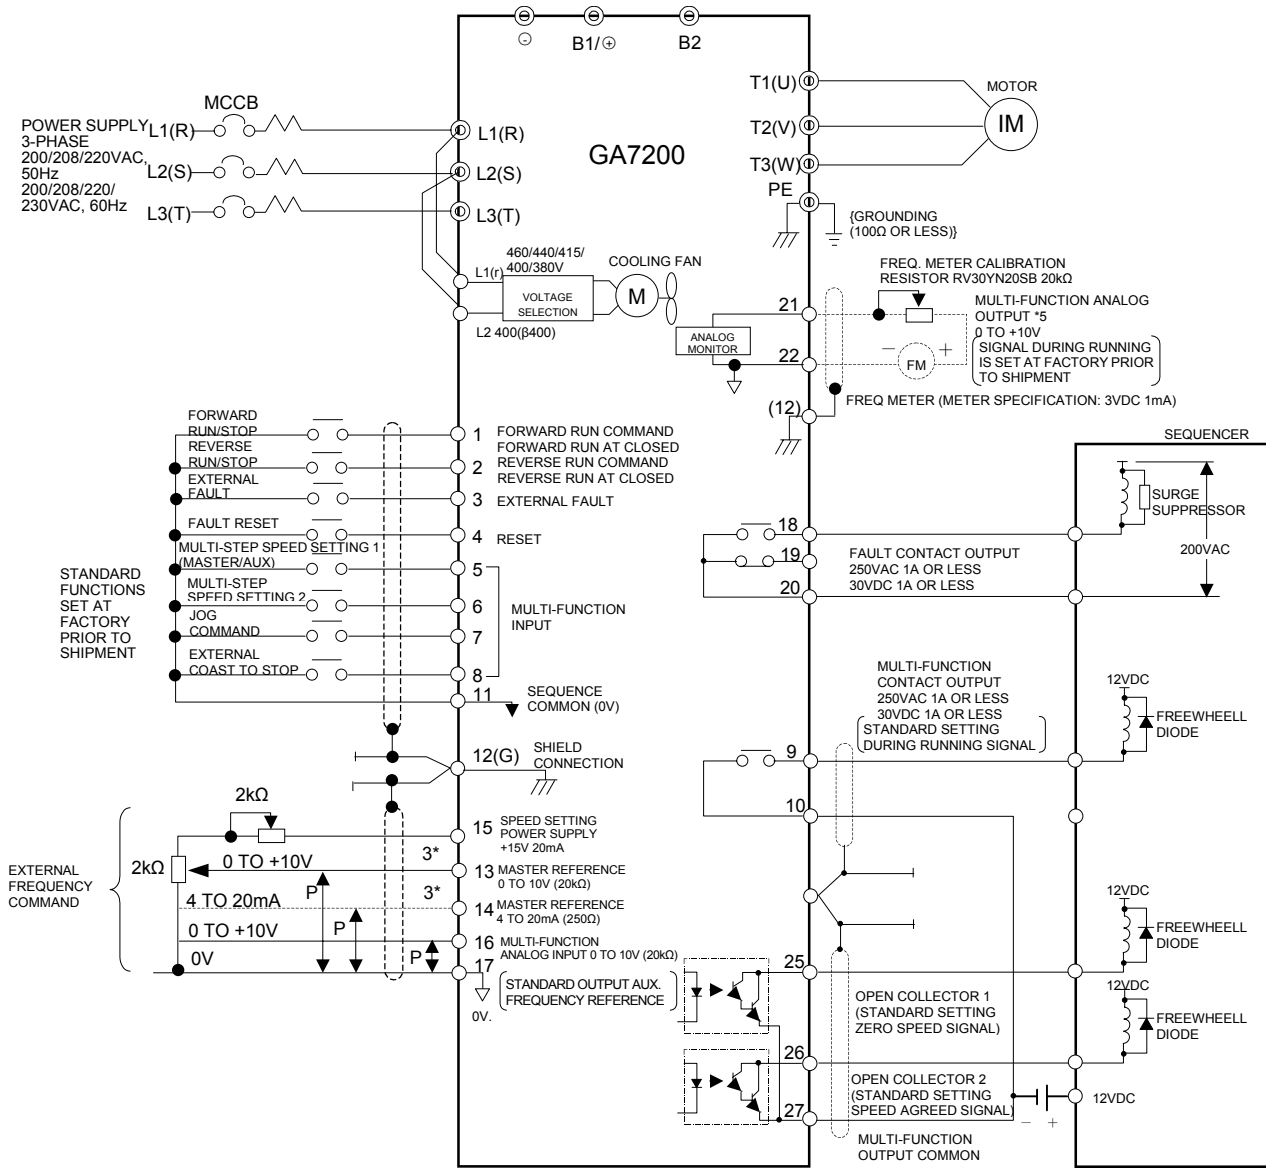 ⊖
B1/⊕
B2
GA7200
MCCB
POWER SUPPLY
3-PHASE
200/208/220VAC,
50Hz
200/208/220/
230VAC, 60Hz
L1(R)
L2(S)
L3(T)
L1(R)
L2(S)
L3(T)
T1(U)
T2(V)
T3(W)
PE
MOTOR
IM
{GROUNDING
(100Ω OR LESS)}
460/440/415/
400/380V
L1(r)
VOLTAGE
SELECTION
L2 400(β400)
COOLING FAN
M
ANALOG
MONITOR
21
22
(12)
FREQ. METER CALIBRATION
RESISTOR RV30YN20SB 20kΩ
MULTI-FUNCTION ANALOG
OUTPUT *5
0 TO +10V
SIGNAL DURING RUNNING
IS SET AT FACTORY PRIOR
TO SHIPMENT
− FM +
FREQ METER (METER SPECIFICATION: 3VDC 1mA)
STANDARD
FUNCTIONS
SET AT
FACTORY
PRIOR TO
SHIPMENT
FORWARD
RUN/STOP
REVERSE
RUN/STOP
EXTERNAL
FAULT
FAULT RESET
MULTI-STEP SPEED SETTING 1
(MASTER/AUX)
MULTI-STEP
SPEED SETTING 2
JOG
COMMAND
EXTERNAL
COAST TO STOP
1
FORWARD RUN COMMAND
FORWARD RUN AT CLOSED
2
REVERSE RUN COMMAND
REVERSE RUN AT CLOSED
3
EXTERNAL FAULT
4
RESET
5
6
7
8
MULTI-FUNCTION
INPUT
11
SEQUENCE
COMMON (0V)
12(G)
SHIELD
CONNECTION
EXTERNAL
FREQUENCY
COMMAND
2kΩ
2kΩ
0 TO +10V
4 TO 20mA
0 TO +10V
0V
3*
3*
P
P
P
15
SPEED SETTING
POWER SUPPLY
+15V 20mA
13
MASTER REFERENCE
0 TO 10V (20kΩ)
14
MASTER REFERENCE
4 TO 20mA (250Ω)
16
MULTI-FUNCTION
ANALOG INPUT 0 TO 10V (20kΩ)
17
0V.
STANDARD OUTPUT AUX.
FREQUENCY REFERENCE
18
19
20
FAULT CONTACT OUTPUT
250VAC 1A OR LESS
30VDC 1A OR LESS
MULTI-FUNCTION
CONTACT OUTPUT
250VAC 1A OR LESS
30VDC 1A OR LESS
STANDARD SETTING
DURING RUNNING SIGNAL
9
10
25
OPEN COLLECTOR 1
(STANDARD SETTING
ZERO SPEED SIGNAL)
26
OPEN COLLECTOR 2
(STANDARD SETTING
SPEED AGREED SIGNAL)
27
MULTI-FUNCTION
OUTPUT COMMON
SEQUENCER
SURGE
SUPPRESSOR
200VAC
12VDC
FREEWHEELL
DIODE
12VDC
FREEWHEELL
DIODE
12VDC
FREEWHEELL
DIODE
12VDC
− +